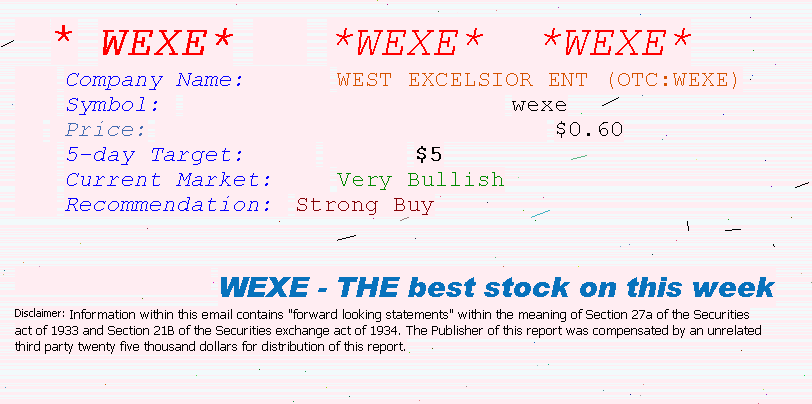 * WEXE* *WEXE* *WEXE*
Company Name: WEST EXCELSIOR ENT (OTC:WEXE)
Symbol: wexe
Price: $0.60
5-day Target: $5
Current Market: Very Bullish
Recommendation: Strong Buy
WEXE - THE best stock on this week
Disclaimer: Information within this email contains "forward looking statements" within the meaning of Section 27a of the Securities
act of 1933 and Section 21B of the Securities exchange act of 1934. The Publisher of this report was compensated by an unrelated
third party twenty five thousand dollars for distribution of this report.